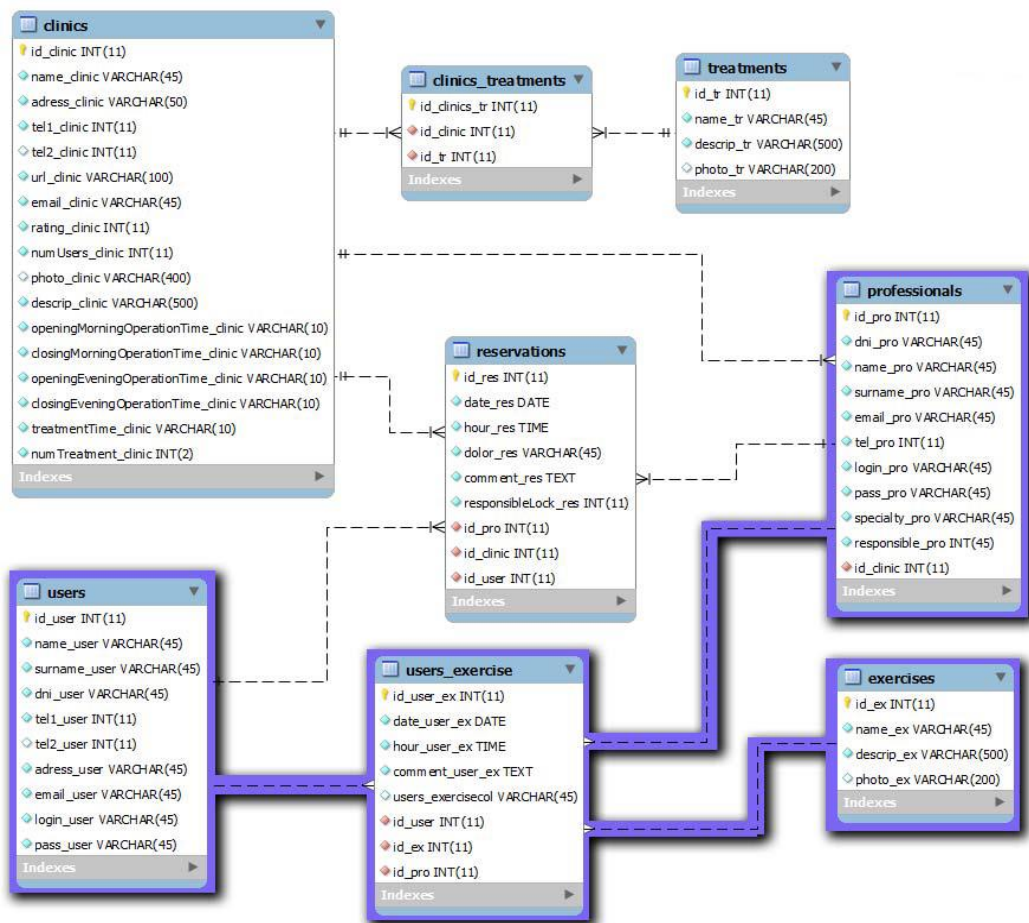 clinics
id_clinic INT(11)
name_clinic VARCHAR(45)
adress_clinic VARCHAR(50)
tel1_clinic INT(11)
tel2_clinic INT(11)
url_clinic VARCHAR(100)
email_clinic VARCHAR(45)
rating_clinic INT(11)
numUsers_clinic INT(11)
photo_clinic VARCHAR(400)
descrip_clinic VARCHAR(500)
openingMorningOperationTime_clinic VARCHAR(10)
closingMorningOperationTime_clinic VARCHAR(10)
openingEveningOperationTime_clinic VARCHAR(10)
closingEveningOperationTime_clinic VARCHAR(10)
treatmentTime_clinic VARCHAR(10)
numTreatment_clinic INT(2)
Indexes
clinics_treatments
id_clinics_tr INT(11)
id_clinic INT(11)
id_tr INT(11)
Indexes
treatments
id_tr INT(11)
name_tr VARCHAR(45)
descrip_tr VARCHAR(500)
photo_tr VARCHAR(200)
Indexes
professionals
id_pro INT(11)
dni_pro VARCHAR(45)
name_pro VARCHAR(45)
surname_pro VARCHAR(45)
email_pro VARCHAR(45)
tel_pro INT(11)
login_pro VARCHAR(45)
pass_pro VARCHAR(45)
specialty_pro VARCHAR(45)
responsible_pro INT(45)
id_clinic INT(11)
Indexes
reservations
id_res INT(11)
date_res DATE
hour_res TIME
dolor_res VARCHAR(45)
comment_res TEXT
responsibleLock_res INT(11)
id_pro INT(11)
id_clinic INT(11)
id_user INT(11)
Indexes
users
id_user INT(11)
name_user VARCHAR(45)
surname_user VARCHAR(45)
dni_user VARCHAR(45)
tel1_user INT(11)
tel2_user INT(11)
adress_user VARCHAR(45)
email_user VARCHAR(45)
login_user VARCHAR(45)
pass_user VARCHAR(45)
Indexes
users_exercise
id_user_ex INT(11)
date_user_ex DATE
hour_user_ex TIME
comment_user_ex TEXT
users_exercisecol VARCHAR(45)
id_user INT(11)
id_ex INT(11)
id_pro INT(11)
Indexes
exercises
id_ex INT(11)
name_ex VARCHAR(45)
descrip_ex VARCHAR(500)
photo_ex VARCHAR(200)
Indexes